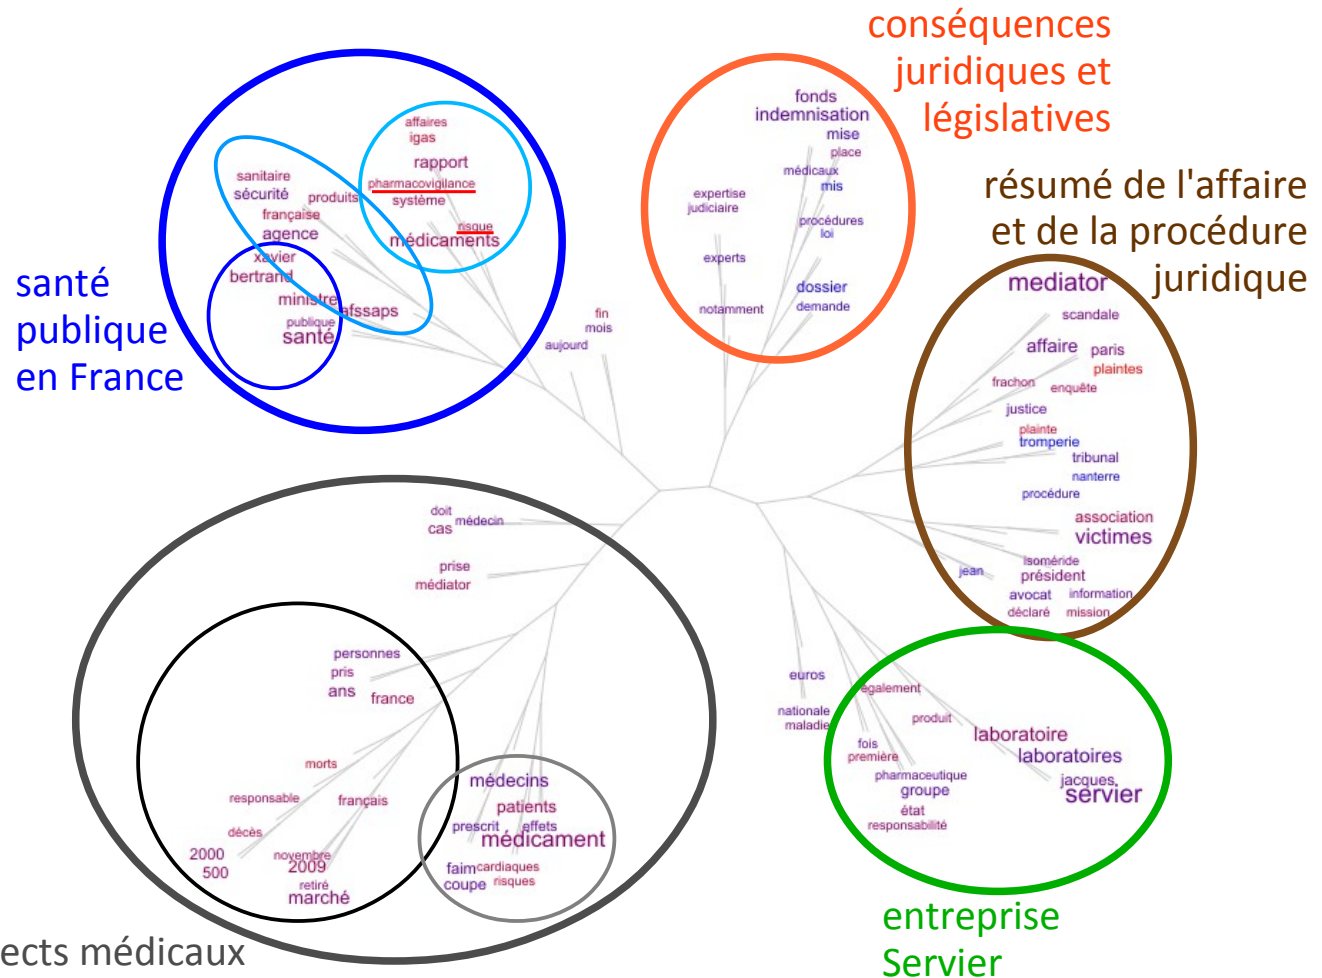 conséquences
juridiques et
législatives
fonds
indemnisation
mise
place
médicaux
mis
expertise
judiciaire
procédures
loi
experts
dossier
notamment
demande
affaires
igas
rapport
pharmacovigilance
système
risque
médicaments
sanitaire
sécurité
produits
française
agence
xavier
bertrand
ministre
afssaps
publique
santé
santé
publique
en France
fin
mois
aujourd
résumé de l'affaire
et de la procédure
juridique
mediator
scandale
affaire
paris
plaintes
frachon
enquête
justice
plainte
tromperie
tribunal
nanterre
procédure
association
victimes
isoméride
jean
président
avocat
information
déclaré
mission
doit
cas
médecin
prise
médiator
personnes
pris
ans
france
morts
responsable
français
décès
2000
500
novembre
2009
retiré
marché
médecins
patients
prescrit
effets
médicament
faim
cardiaques
coupe
risques
ects médicaux
euros
nationale
maladie
également
produit
laboratoire
laboratoires
fois
première
pharmaceutique
groupe
jacques
servier
état
responsabilité
entreprise
Servier